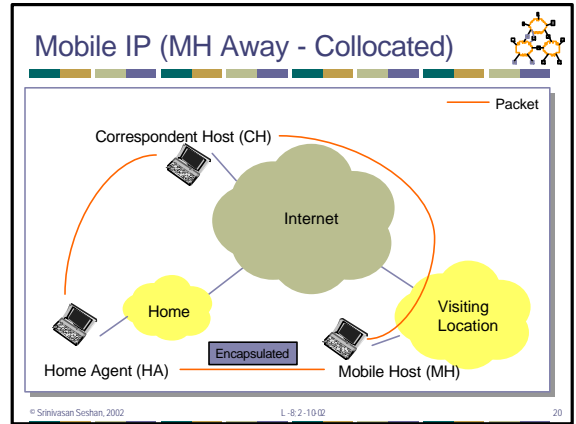 Mobile IP (MH Away - Collocated)
Packet
Correspondent Host (CH)
Internet
Home
Visiting
Location
Encapsulated
Home Agent (HA)
Mobile Host (MH)
© Srinivasan Seshan, 2002
L -8; 2-10-02
20